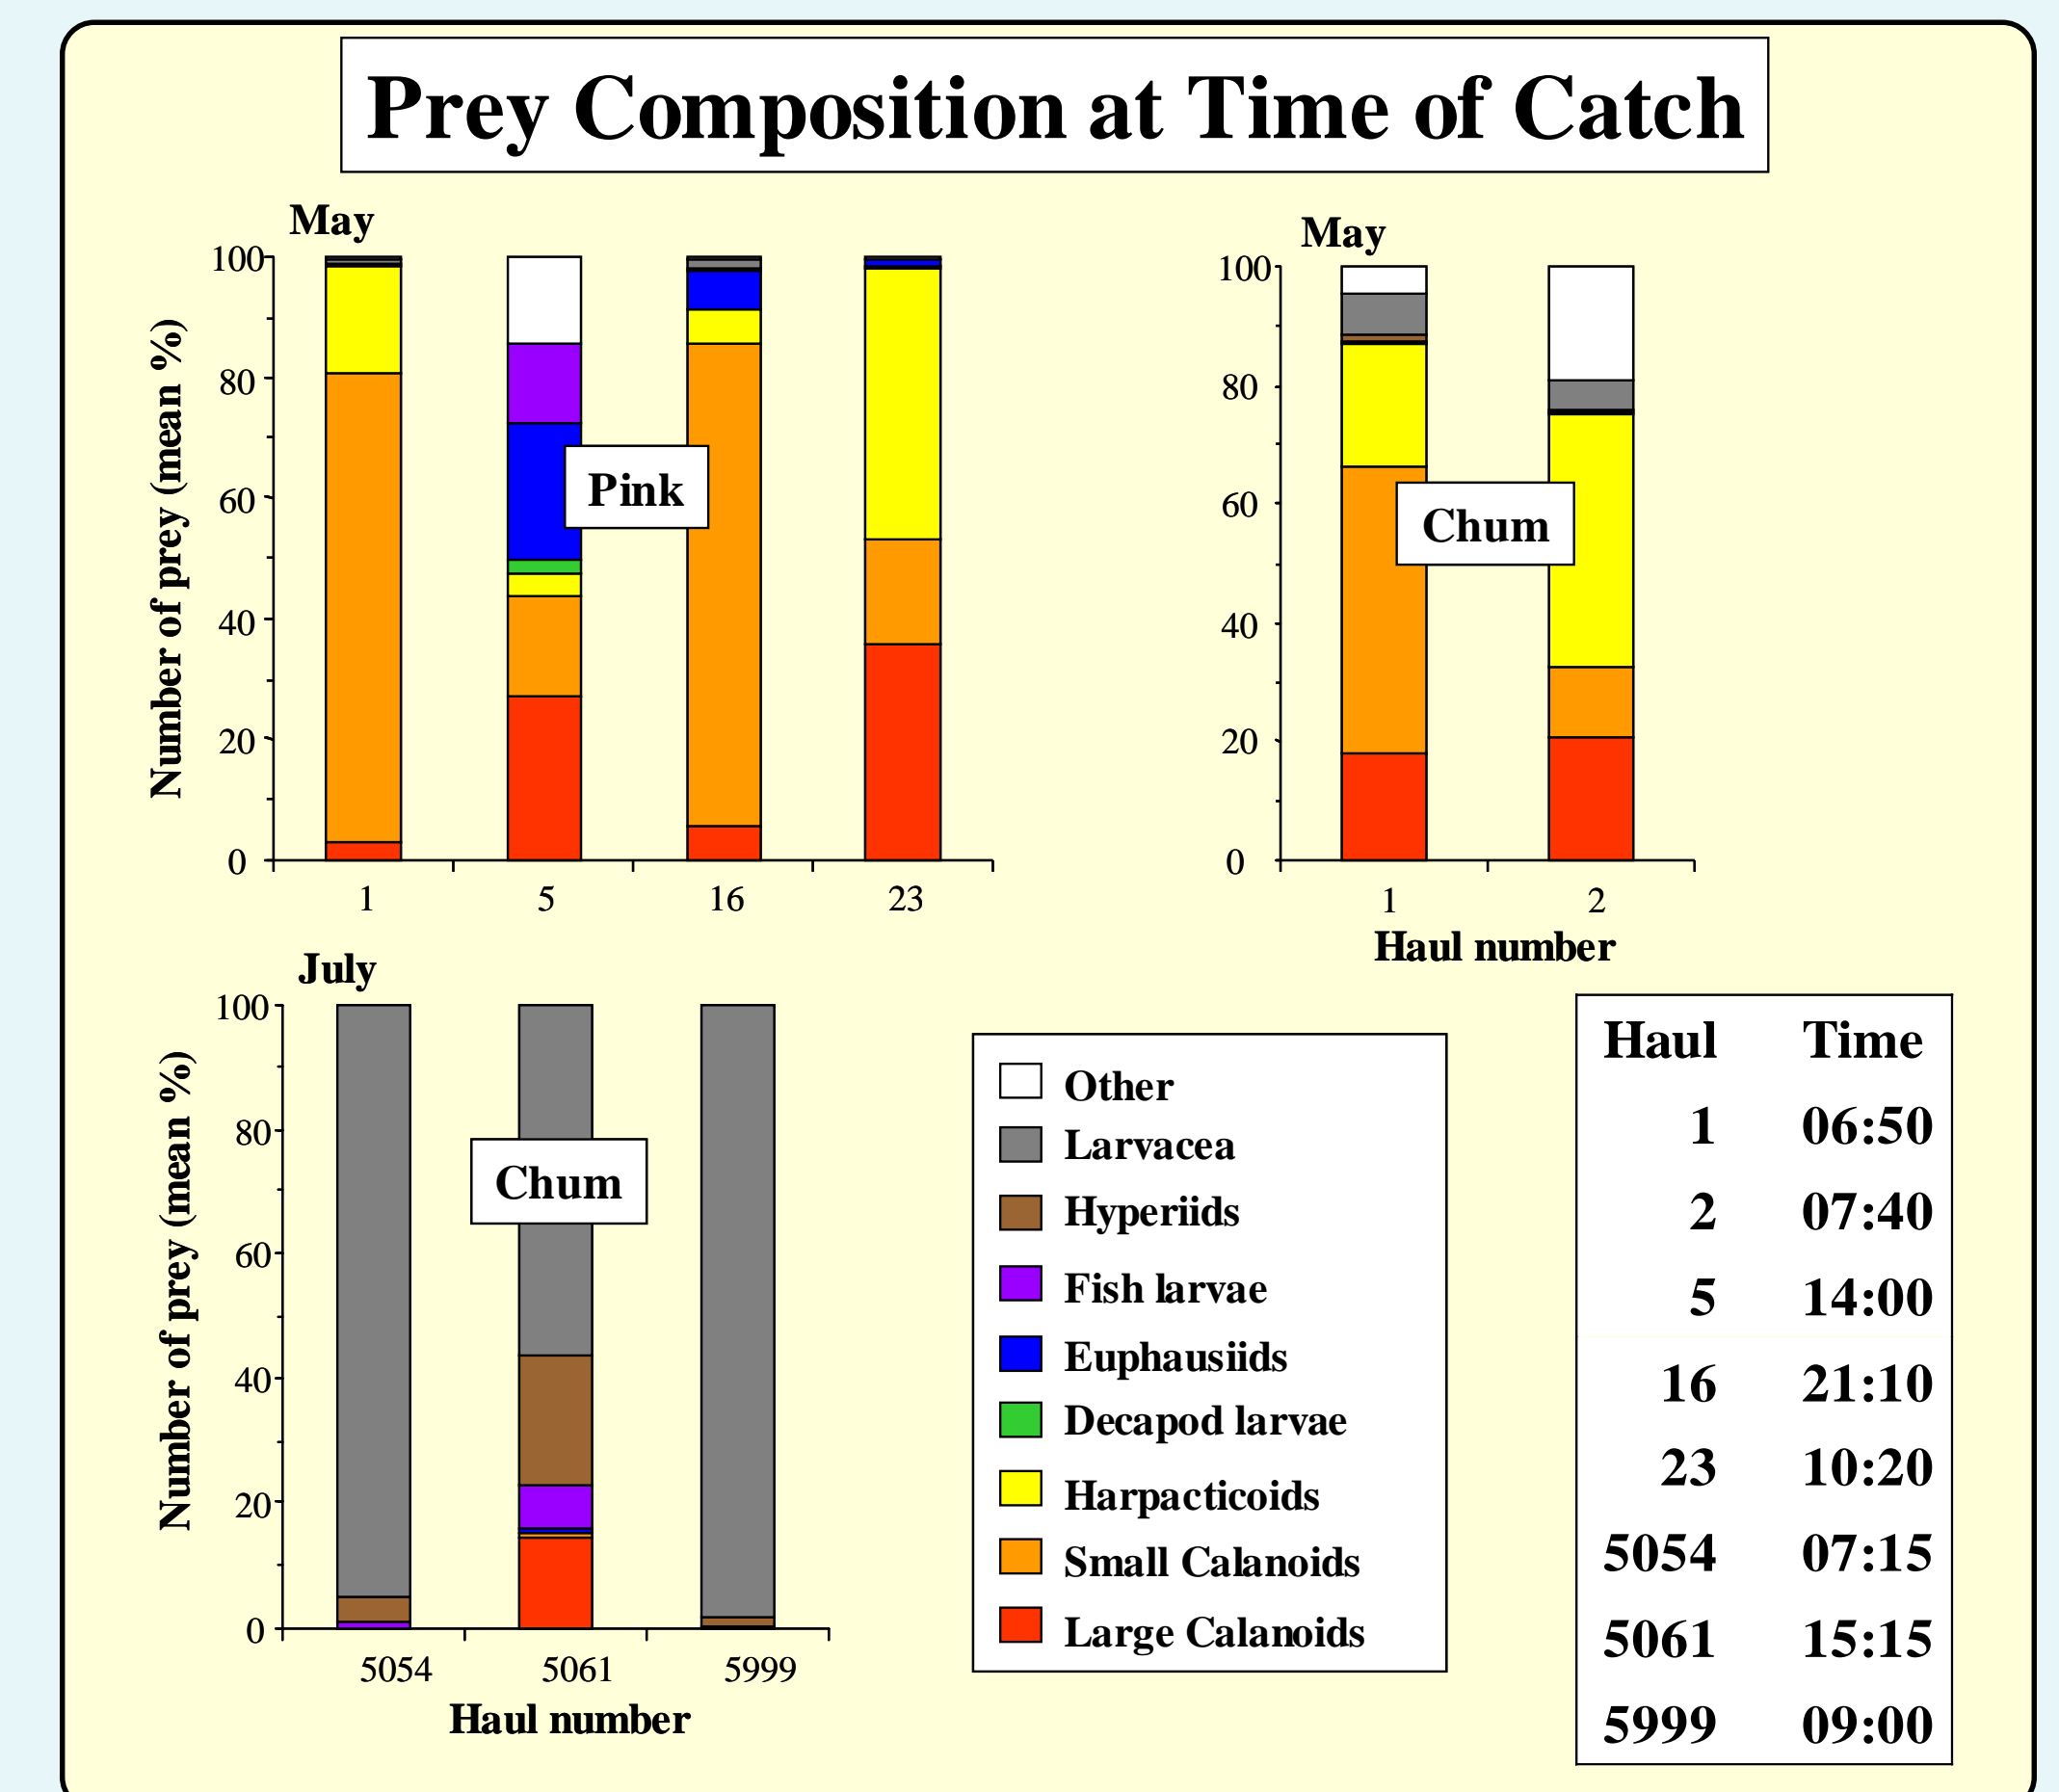 Prey Composition at Time of Catch
May
Number of prey (mean %)
100
80
60
40
20
0
Pink
1 5 16 23
May
100
80
60
40
20
0
Chum
1 2
Haul number
July
Number of prey (mean %)
100
80
60
40
20
0
Chum
5054 5061 5999
Haul number
Other
Larvacea
Hyperiids
Fish larvae
Euphausiids
Decapod larvae
Harpacticoids
Small Calanoids
Large Calanoids
Haul Time
1 06:50
2 07:40
5 14:00
16 21:10
23 10:20
5054 07:15
5061 15:15
5999 09:00